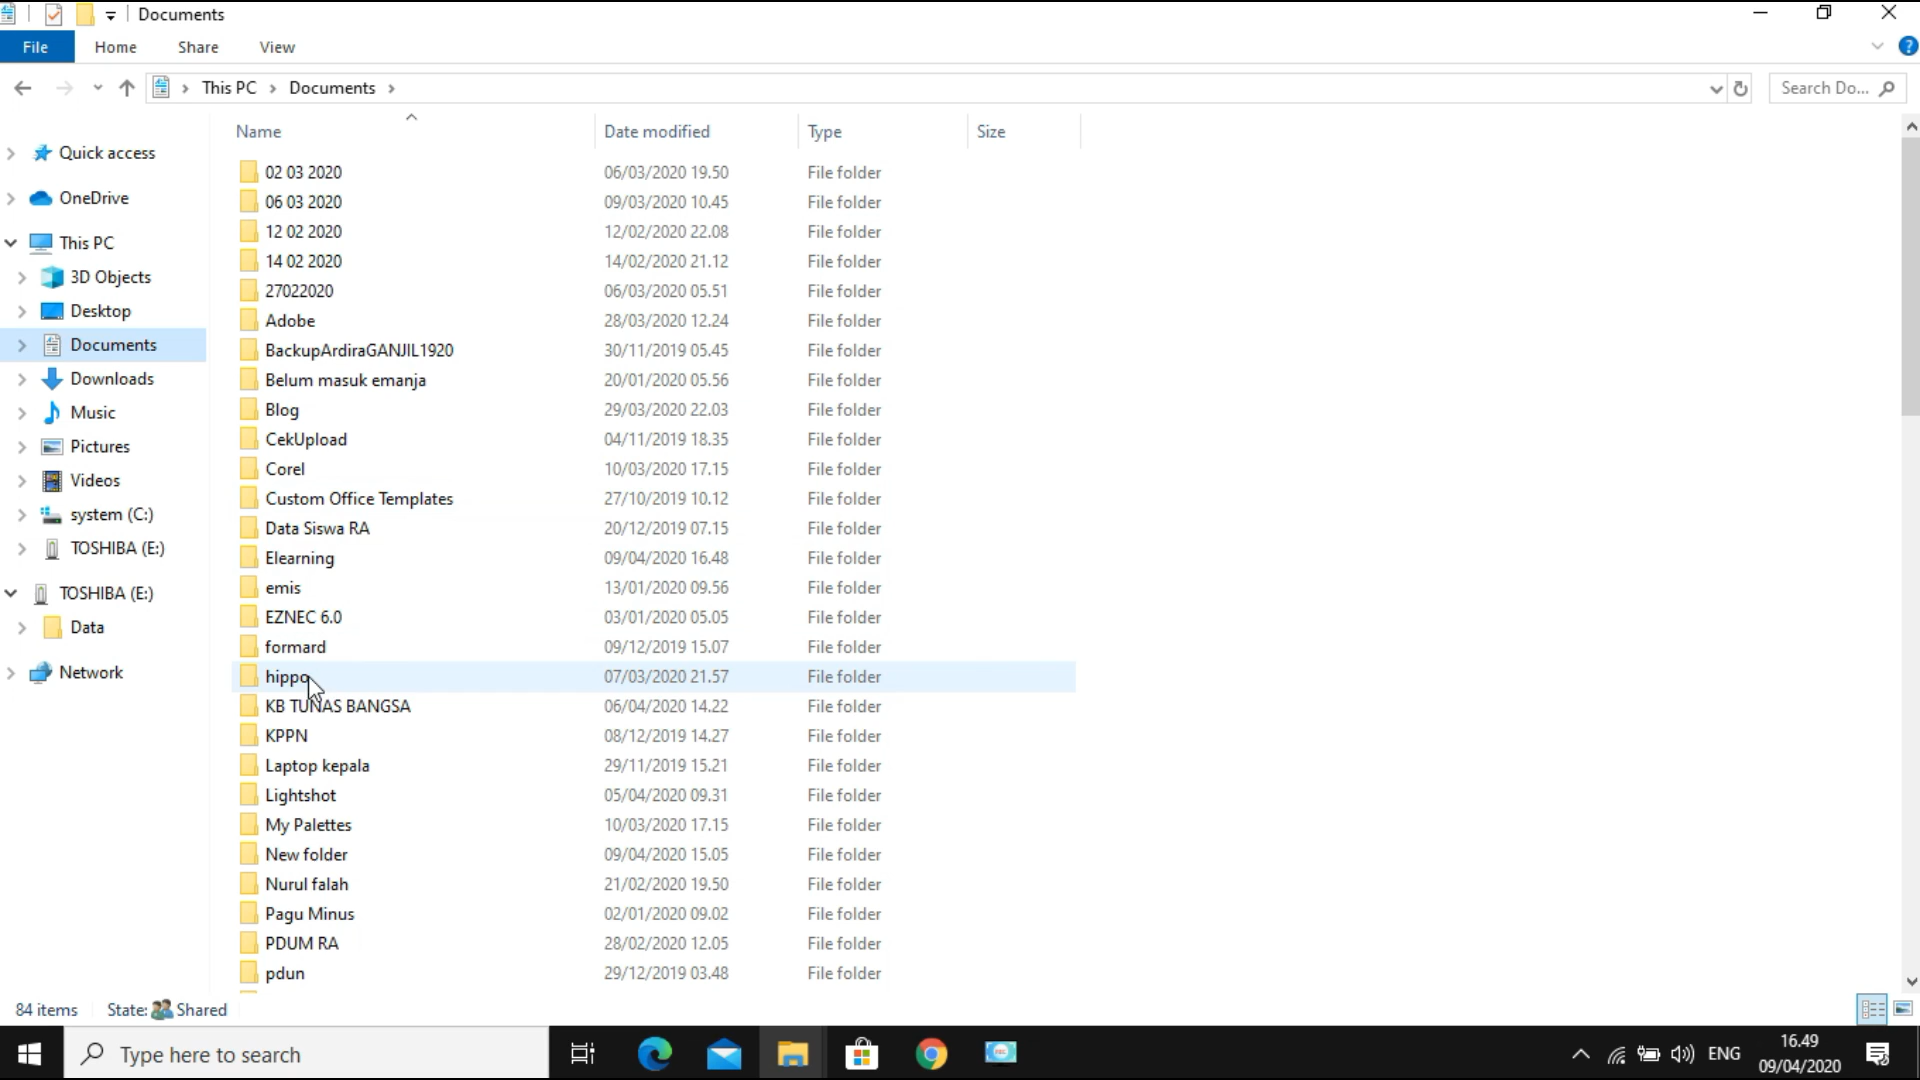 Documents
File Home Share View
This PC > Documents >
Search Do...
Name Date modified Type Size
Quick access
OneDrive
This PC
3D Objects
Desktop
Documents
Downloads
Music
Pictures
Videos
system (C:)
TOSHIBA (E:)
TOSHIBA (E:)
Data
Network
02 03 2020 06/03/2020 19.50 File folder
06 03 2020 09/03/2020 10.45 File folder
12 02 2020 12/02/2020 22.08 File folder
14 02 2020 14/02/2020 21.12 File folder
27022020 06/03/2020 05.51 File folder
Adobe 28/03/2020 12.24 File folder
BackupArdiraGANJIL1920 30/11/2019 05.45 File folder
Belum masuk emanja 20/01/2020 05.56 File folder
Blog 29/03/2020 22.03 File folder
CekUpload 04/11/2019 18.35 File folder
Corel 10/03/2020 17.15 File folder
Custom Office Templates 27/10/2019 10.12 File folder
Data Siswa RA 20/12/2019 07.15 File folder
Elearning 09/04/2020 16.48 File folder
emis 13/01/2020 09.56 File folder
EZNEC 6.0 03/01/2020 05.05 File folder
formard 09/12/2019 15.07 File folder
hippo 07/03/2020 21.57 File folder
KB TUNAS BANGSA 06/04/2020 14.22 File folder
KPPN 08/12/2019 14.27 File folder
Laptop kepala 29/11/2019 15.21 File folder
Lightshot 05/04/2020 09.31 File folder
My Palettes 10/03/2020 17.15 File folder
New folder 09/04/2020 15.05 File folder
Nurul falah 21/02/2020 19.50 File folder
Pagu Minus 02/01/2020 09.02 File folder
PDUM RA 28/02/2020 12.05 File folder
pdun 29/12/2019 03.48 File folder
84 items State: Shared
Type here to search
ENG
16.49
09/04/2020